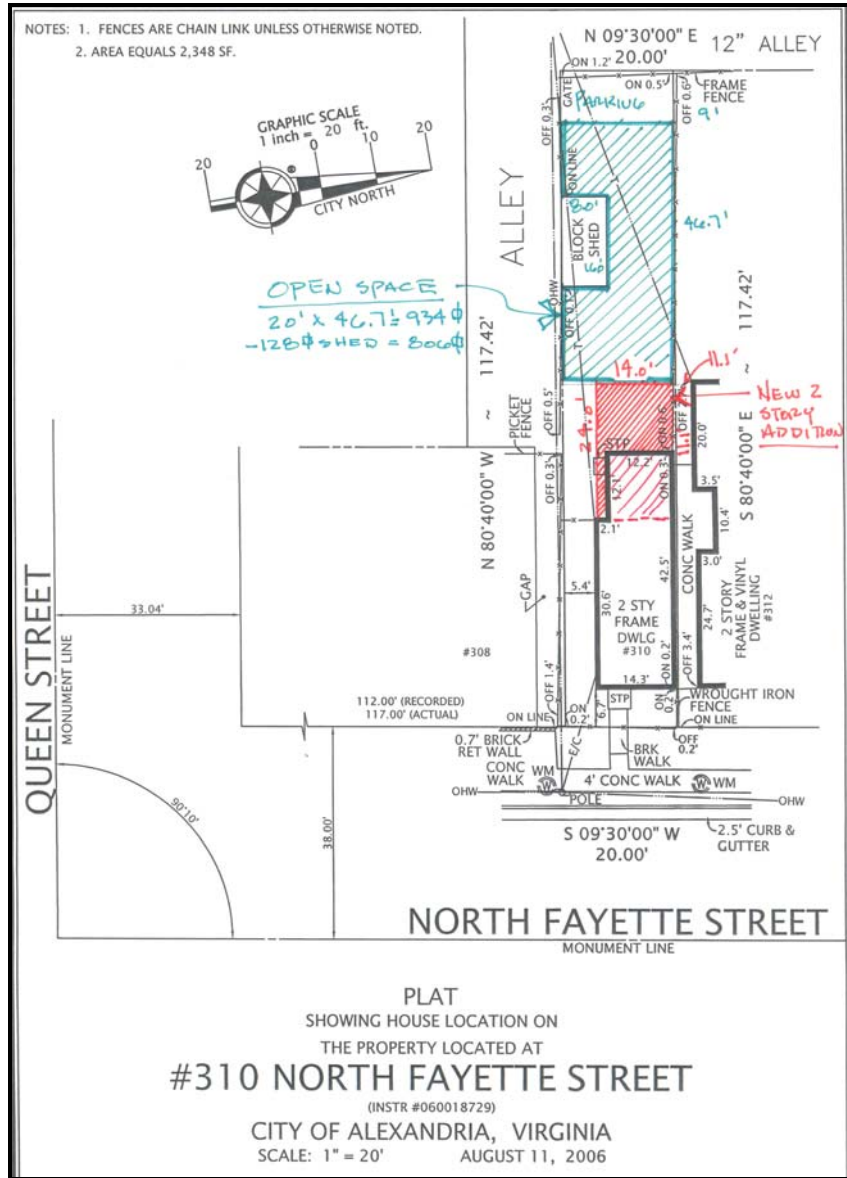 NOTES: 1. FENCES ARE CHAIN LINK UNLESS OTHERWISE NOTED.
2. AREA EQUALS 2,348 SF.
N 09'30'00" E
20.00'
12" ALLEY
ON 1.2'
ON 0.5'
GATE
PARKING
OFF 0.3'
OFF 0.6'
FRAME
FENCE
9'
GRAPHIC SCALE
1 inch = 20 ft.
20
0
10
20
CITY NORTH
ALLEY
ON LINE
8.0'
BLOCK
SHED
16.0
46.7'
OHW
OPEN SPACE
20' x 46.7' = 934
-128 SHED = 806
T
117.42'
~
N 80'40'00" W
117.42'
~
S 80'40'00" E
14.0'
11.1'
NEW 2
STORY
ADDITION
24.0'
11.1'
OFF 0.5'
PICKET
FENCE
OFF 0.3'
STP
ON 0.6'
20.0'
12.2'
12.1'
ON 0.3'
3.5'
10.4'
2.1'
CONC WALK
3.0'
GAP
5.4'
30.6'
42.5'
2 STY
FRAME
DWLG
#310
24.7'
2 STORY
FRAME & VINYL
DWELLING
#312
QUEEN STREET
MONUMENT LINE
33.04'
#308
14.3'
ON 0.2'
OFF 3.4'
OFF 1.4'
112.00' (RECORDED)
117.00' (ACTUAL)
ON LINE
ON
0.2'
6.7'
STP
ON
0.2'
WROUGHT IRON
FENCE
ON LINE
OFF
0.2'
0.7' BRICK
RET WALL
E/C
BRK
WALK
CONC
WALK
WM
W
4' CONC WALK
W
WM
OHW
POLE
OHW
S 09'30'00" W
20.00'
2.5' CURB &
GUTTER
90'10'
38.00'
NORTH FAYETTE STREET
MONUMENT LINE
PLAT
SHOWING HOUSE LOCATION ON
THE PROPERTY LOCATED AT
#310 NORTH FAYETTE STREET
(INSTR #060018729)
CITY OF ALEXANDRIA, VIRGINIA
SCALE: 1" = 20'
AUGUST 11, 2006